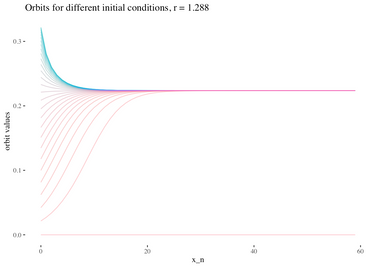 Orbits for different initial conditions, r = 1.288
0.3
0.2
0.1
0.0
orbit values
0
20
40
60
x_n